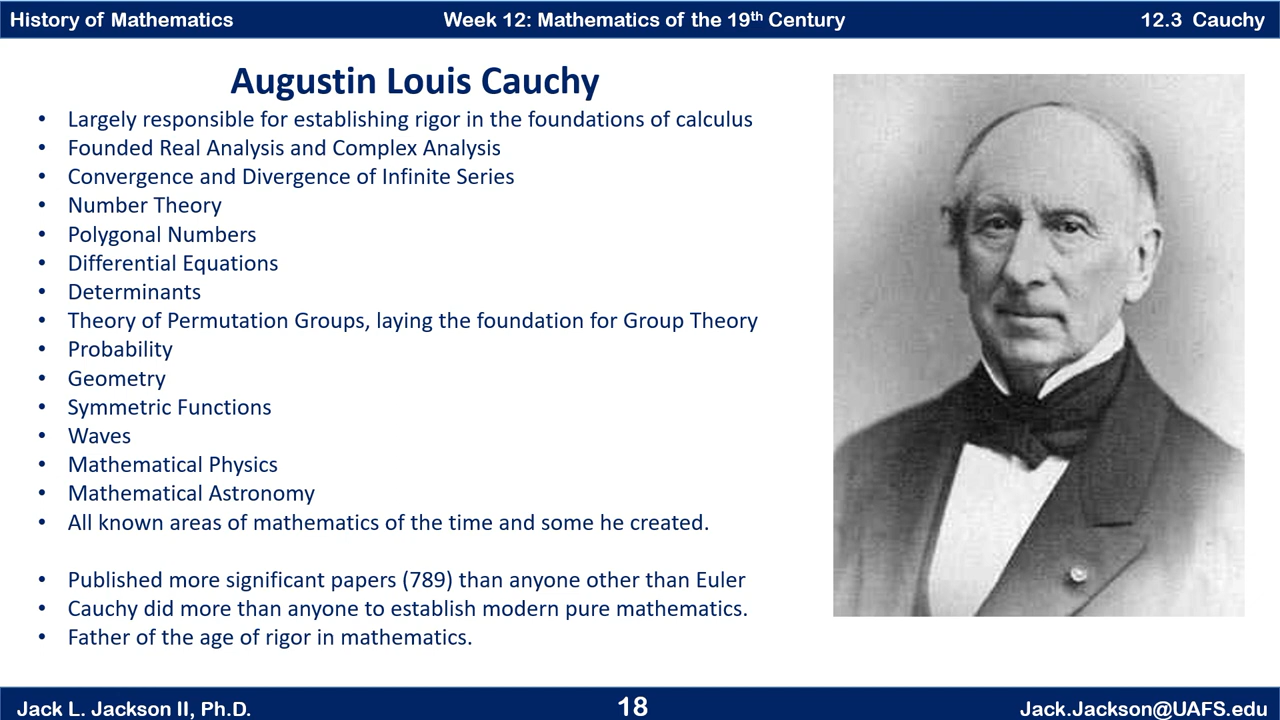 History of Mathematics
Week 12: Mathematics of the 19th Century
12.3 Cauchy
Augustin Louis Cauchy
• Largely responsible for establishing rigor in the foundations of calculus
• Founded Real Analysis and Complex Analysis
• Convergence and Divergence of Infinite Series
• Number Theory
• Polygonal Numbers
• Differential Equations
• Determinants
• Theory of Permutation Groups, laying the foundation for Group Theory
• Probability
• Geometry
• Symmetric Functions
• Waves
• Mathematical Physics
• Mathematical Astronomy
• All known areas of mathematics of the time and some he created.
• Published more significant papers (789) than anyone other than Euler
• Cauchy did more than anyone to establish modern pure mathematics.
• Father of the age of rigor in mathematics.
Jack L. Jackson II, Ph.D.
18
Jack.Jackson@UAFS.edu